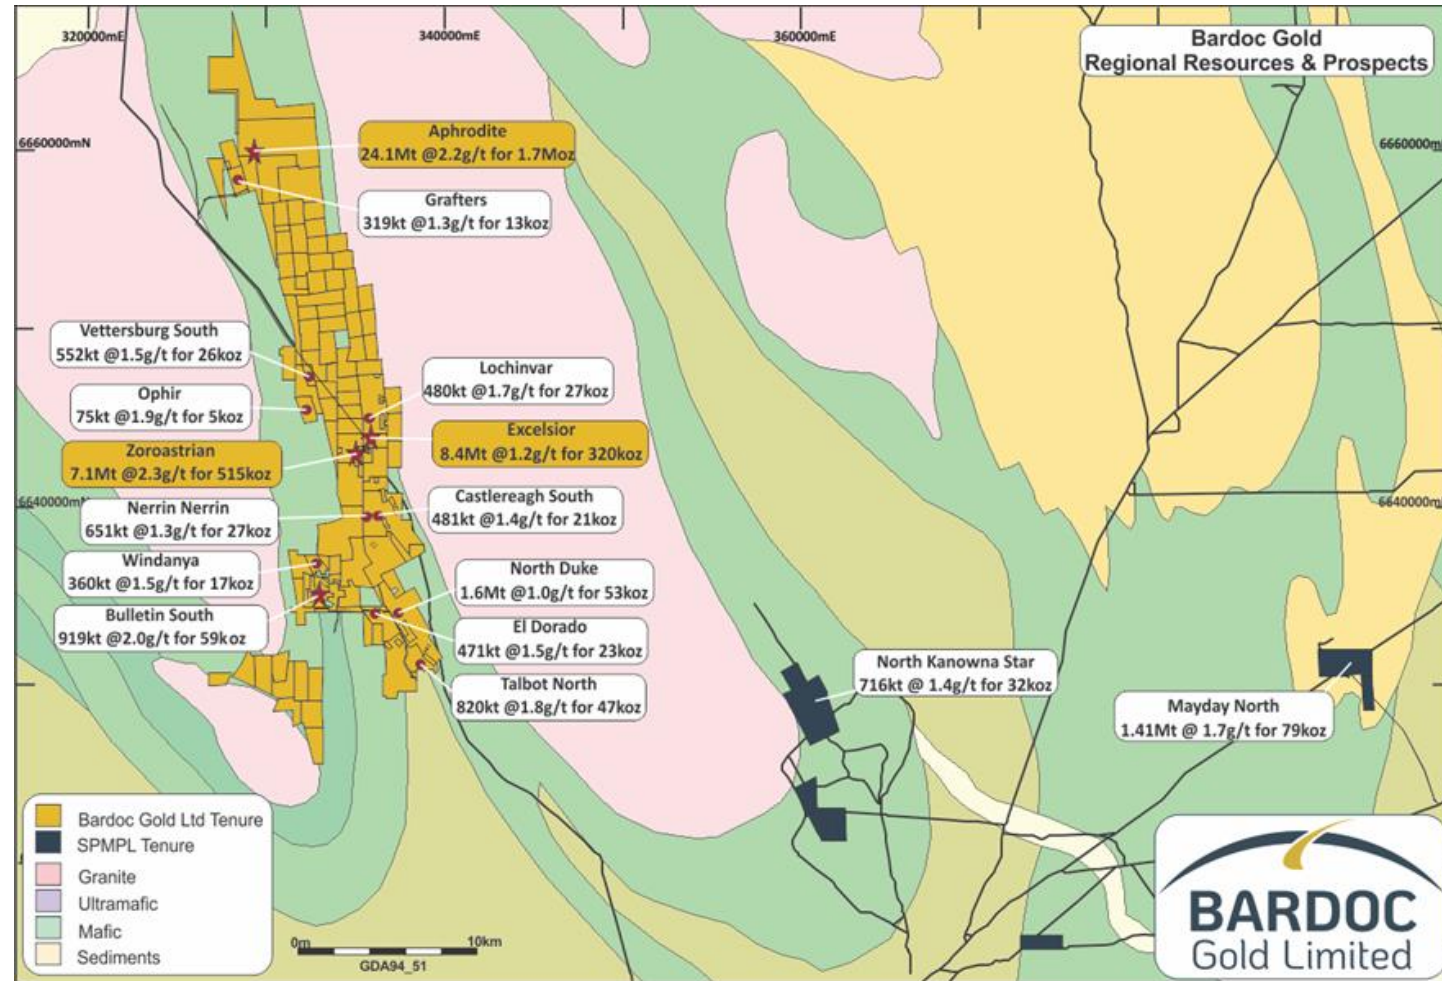 320000mE
340000mE
360000mE
Bardoc Gold
Regional Resources & Prospects
6660000mN
6660000m
Aphrodite
24.1Mt @2.2g/t for 1.7Moz
Grafters
319kt @1.3g/t for 13koz
Vettersburg South
552kt @1.5g/t for 26koz
Lochinvar
480kt @1.7g/t for 27koz
Ophir
75kt @1.9g/t for 5koz
Excelsior
8.4Mt @1.2g/t for 320koz
Zoroastrian
7.1Mt @2.3g/t for 515koz
6640000m
6640000m
Castlereagh South
481kt @1.4g/t for 21koz
Nerrin Nerrin
651kt @1.3g/t for 27koz
Windanya
360kt @1.5g/t for 17koz
North Duke
1.6Mt @1.0g/t for 53koz
Bulletin South
919kt @2.0g/t for 59koz
El Dorado
471kt @1.5g/t for 23koz
Talbot North
820kt @1.8g/t for 47koz
North Kanowna Star
716kt @ 1.4g/t for 32koz
Mayday North
1.41Mt @ 1.7g/t for 79koz
Bardoc Gold Ltd Tenure
SPMPL Tenure
Granite
Ultramafic
Mafic
Sediments
0m
10km
GDA94_51
BARDOC
Gold Limited